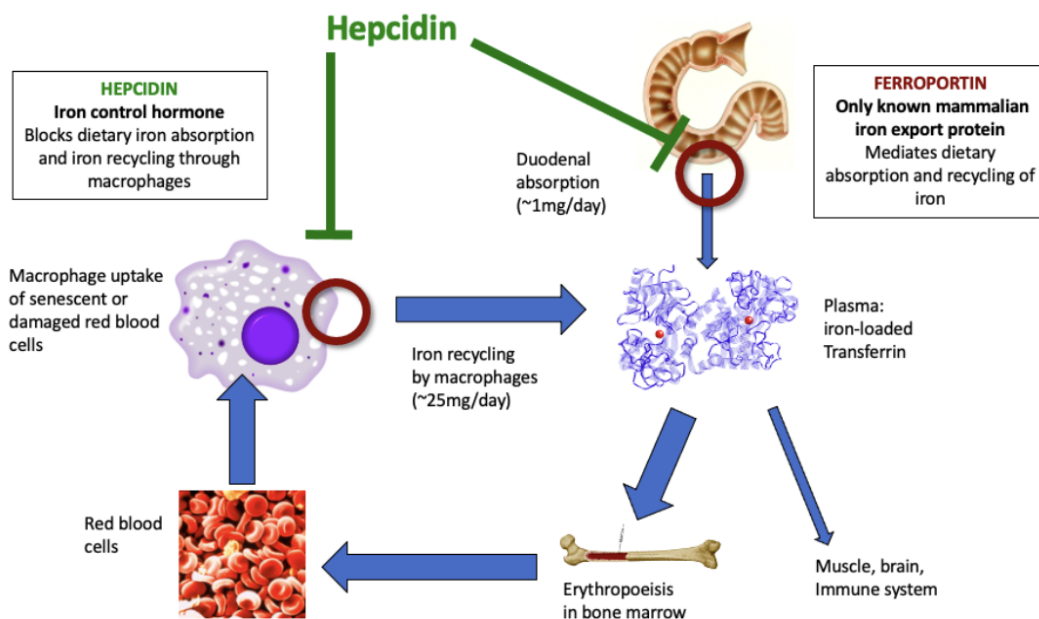 Hepcidin
HEPCIDIN
Iron control hormone
Blocks dietary iron absorption
and iron recycling through
macrophages
FERROPORTIN
Only known mammalian
iron export protein
Mediates dietary
absorption and recycling of
iron
Duodenal
absorption
(~1mg/day)
Macrophage uptake
of senescent or
damaged red blood
cells
Iron recycling
by macrophages
(~25mg/day)
Plasma:
iron-loaded
Transferrin
Red blood
cells
Erythropoeisis
in bone marrow
Muscle, brain,
Immune system